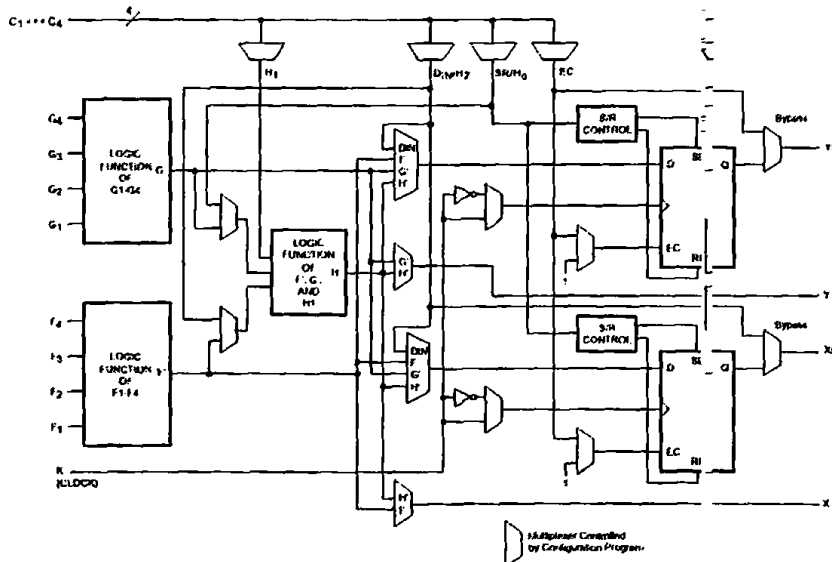 C1 ••• C4
4
H1
DIN/H2
SR/H0
EC
G4
G3
G2
G1
LOGIC
FUNCTION
OF
G1-G4
G
DIN
F'
G'
H'
S/R
CONTROL
Bypass
D
SD
Q
Y
EC
RD
1
LOGIC
FUNCTION
OF
F', G',
AND
H1
H
G'
H'
Y
F4
F3
F2
F1
LOGIC
FUNCTION
OF
F1-F4
F'
DIN
F'
G'
H'
S/R
CONTROL
Bypass
D
SD
Q
X
EC
RD
1
K
(CLOCK)
H'
F'
X
Multiplexer Controlled
by Configuration Program